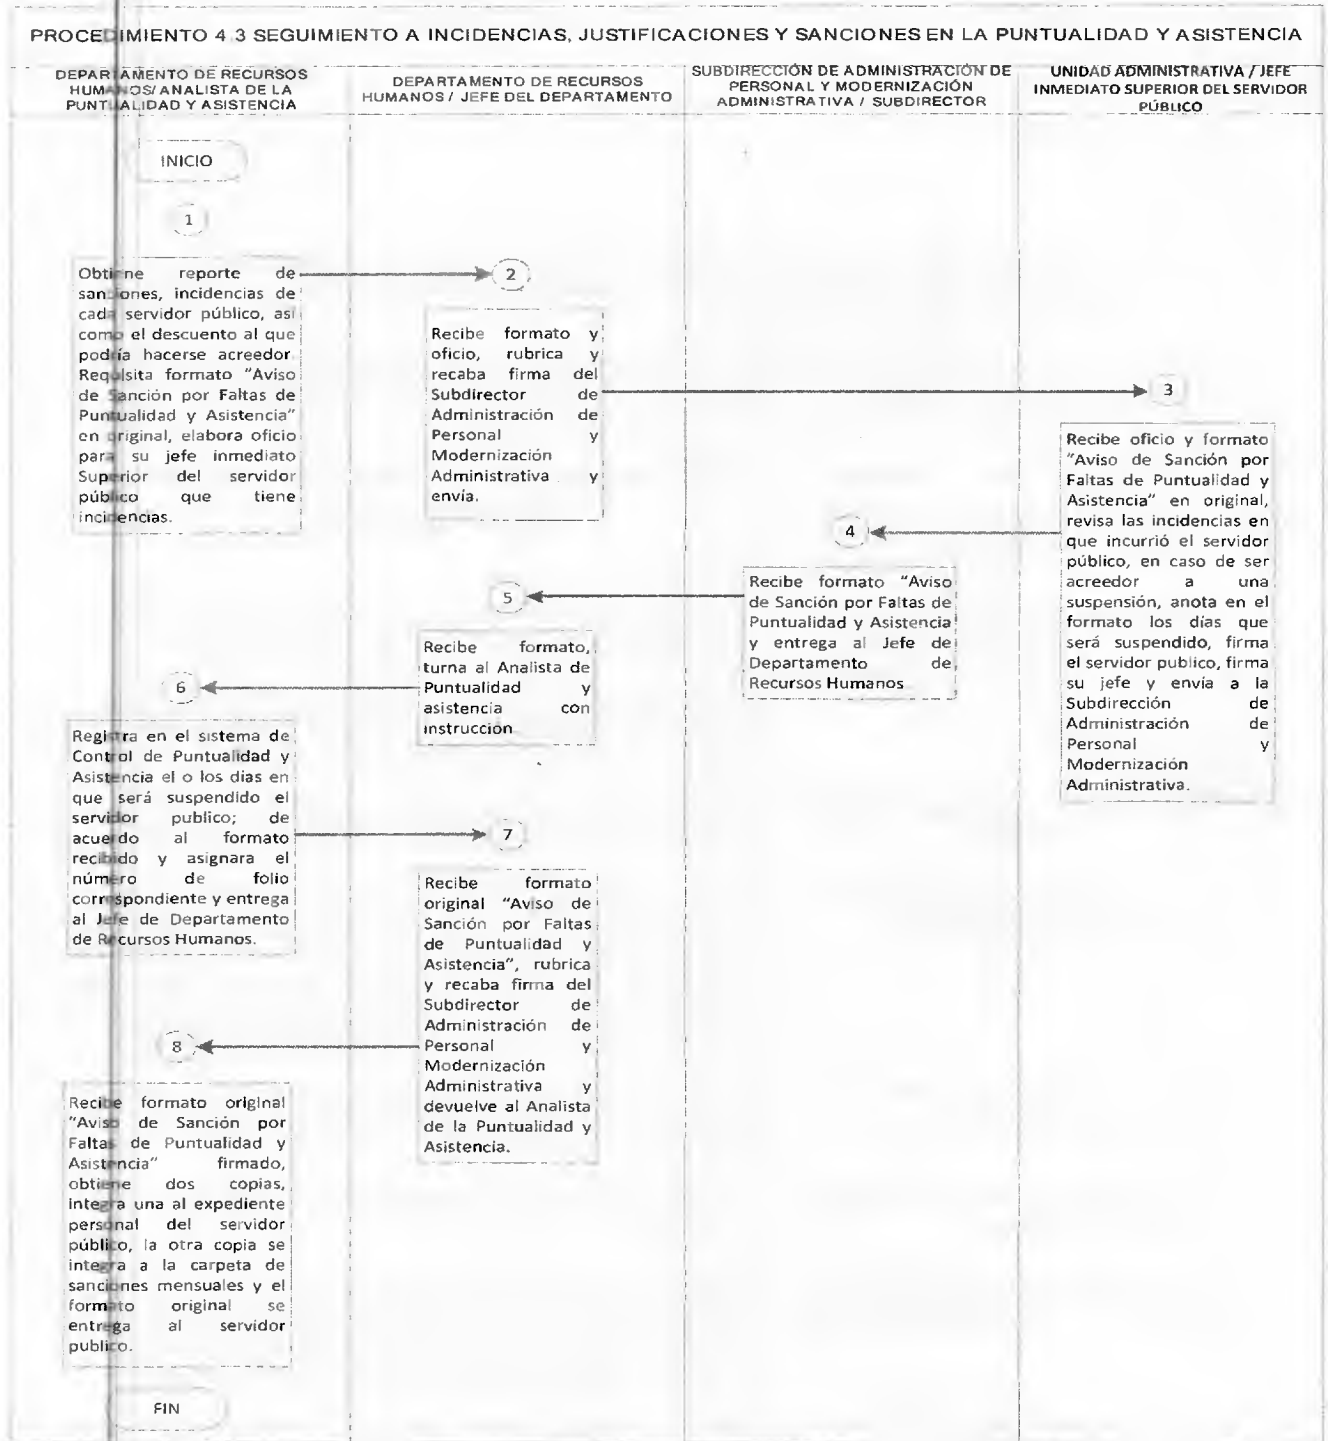 PROCEDIMIENTO 4.3 SEGUIMIENTO A INCIDENCIAS, JUSTIFICACIONES Y SANCIONES EN LA PUNTUALIDAD Y ASISTENCIA
DEPARTAMENTO DE RECURSOS
HUMANOS/ ANALISTA DE LA
PUNTUALIDAD Y ASISTENCIA
DEPARTAMENTO DE RECURSOS
HUMANOS / JEFE DEL DEPARTAMENTO
SUBDIRECCIÓN DE ADMINISTRACIÓN DE
PERSONAL Y MODERNIZACIÓN
ADMINISTRATIVA / SUBDIRECTOR
UNIDAD ADMINISTRATIVA / JEFE
INMEDIATO SUPERIOR DEL SERVIDOR
PÚBLICO
INICIO
1
Obtiene reporte de
sanciones, incidencias de
cada servidor público, así
como el descuento al que
podría hacerse acreedor.
Requisita formato "Aviso
de Sanción por Faltas de
Puntualidad y Asistencia"
en original, elabora oficio
para su jefe inmediato
Superior del servidor
público que tiene
incidencias.
2
Recibe formato y
oficio, rubrica y
recaba firma del
Subdirector de
Administración de
Personal y
Modernización
Administrativa y
envía.
3
Recibe oficio y formato
"Aviso de Sanción por
Faltas de Puntualidad y
Asistencia" en original,
revisa las incidencias en
que incurrió el servidor
público, en caso de ser
acreedor a una
suspensión, anota en el
formato los días que
será suspendido, firma
el servidor publico, firma
su jefe y envía a la
Subdirección de
Administración de
Personal y
Modernización
Administrativa.
4
Recibe formato "Aviso
de Sanción por Faltas de
Puntualidad y Asistencia
y entrega al Jefe de
Departamento de
Recursos Humanos
5
Recibe formato,
turna al Analista de
Puntualidad y
asistencia con
instrucción
6
Registra en el sistema de
Control de Puntualidad y
Asistencia el o los días en
que será suspendido el
servidor publico; de
acuerdo al formato
recibido y asignara el
número de folio
correspondiente y entrega
al Jefe de Departamento
de Recursos Humanos.
7
Recibe formato
original "Aviso de
Sanción por Faltas
de Puntualidad y
Asistencia", rubrica
y recaba firma del
Subdirector de
Administración de
Personal y
Modernización
Administrativa y
devuelve al Analista
de la Puntualidad y
Asistencia.
8
Recibe formato original
"Aviso de Sanción por
Faltas de Puntualidad y
Asistencia" firmado,
obtiene dos copias,
integra una al expediente
personal del servidor
público, la otra copia se
integra a la carpeta de
sanciones mensuales y el
formato original se
entrega al servidor
publico.
FIN